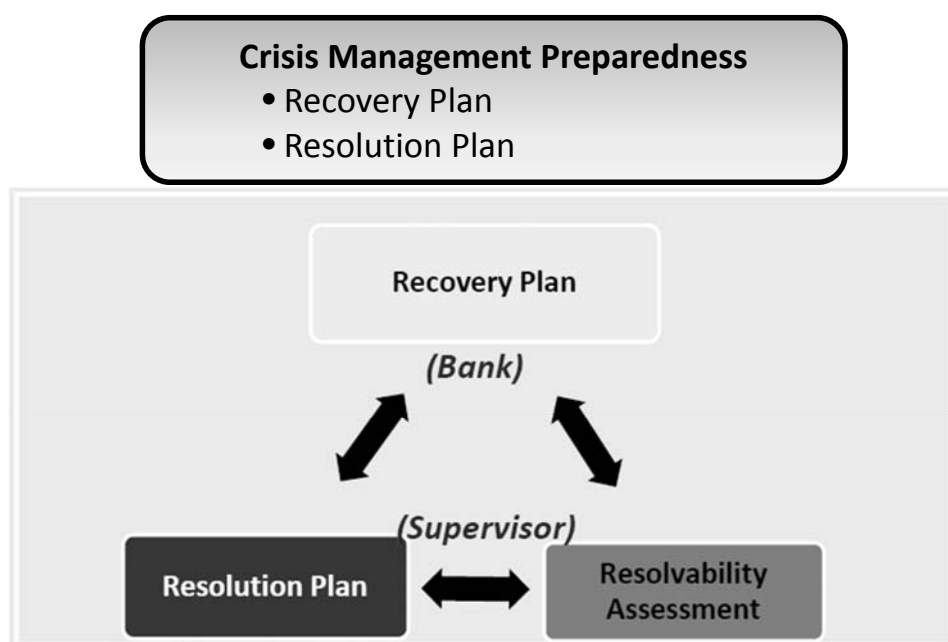 Crisis Management Preparedness
• Recovery Plan
• Resolution Plan
Recovery Plan
(Bank)
(Supervisor)
Resolution Plan
Resolvability
Assessment